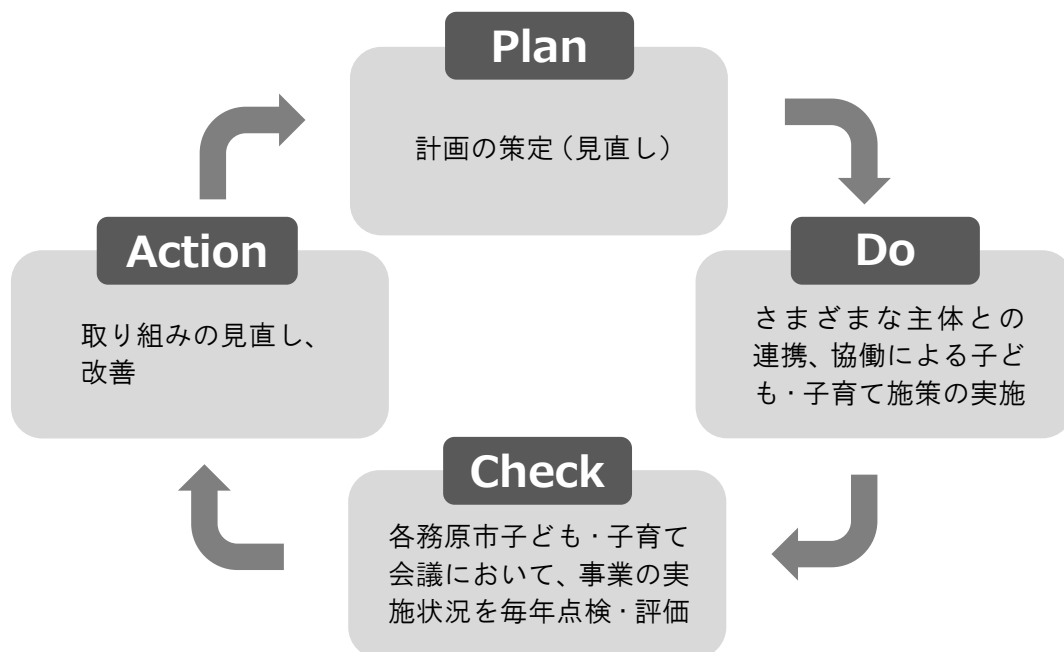 Plan
計画の策定(見直し)
Do
さまざまな主体との
連携、協働による子ど
も・子育て施策の実施
Check
各務原市子ども・子育て
会議において、事業の実
施状況を毎年点検・評価
Action
取り組みの見直し、
改善